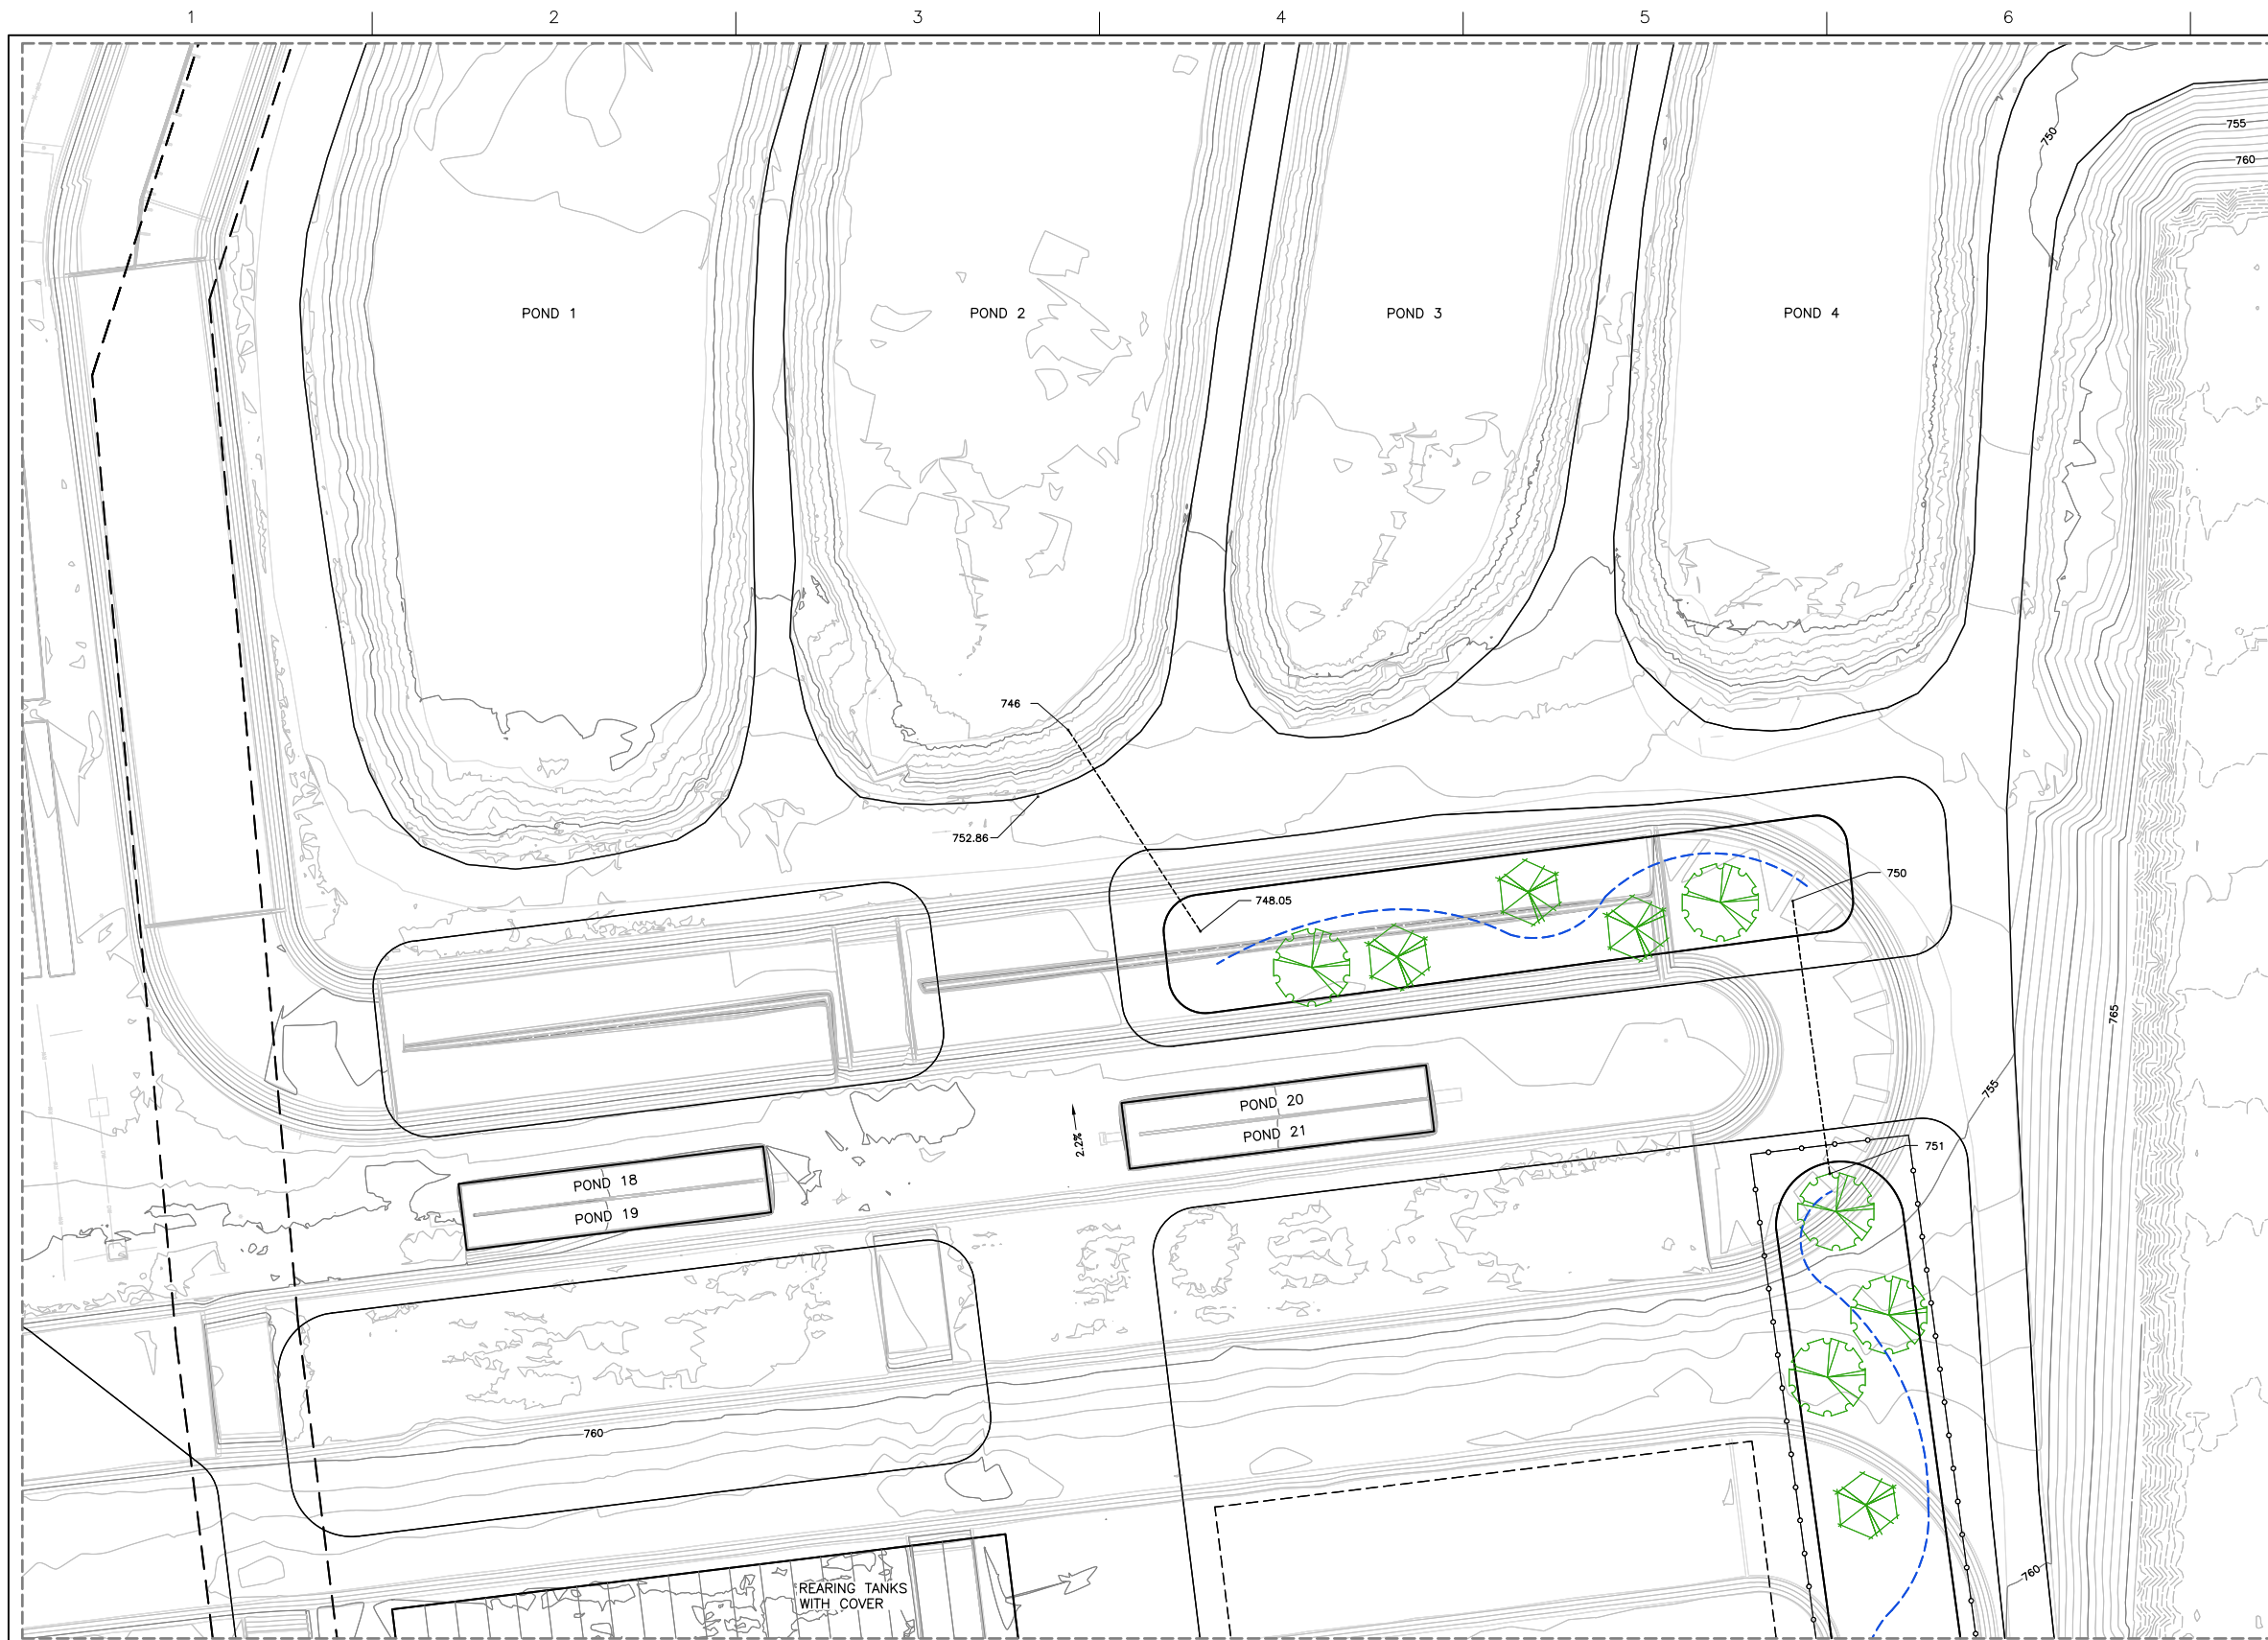 1 2 3 4 5 6
755
750
760
POND 1
POND 2
POND 3
POND 4
746
752.86
750
748.05
765
755
POND 20
2.2%
POND 21
751
POND 18
POND 19
760
760
REARING TANKS
WITH COVER